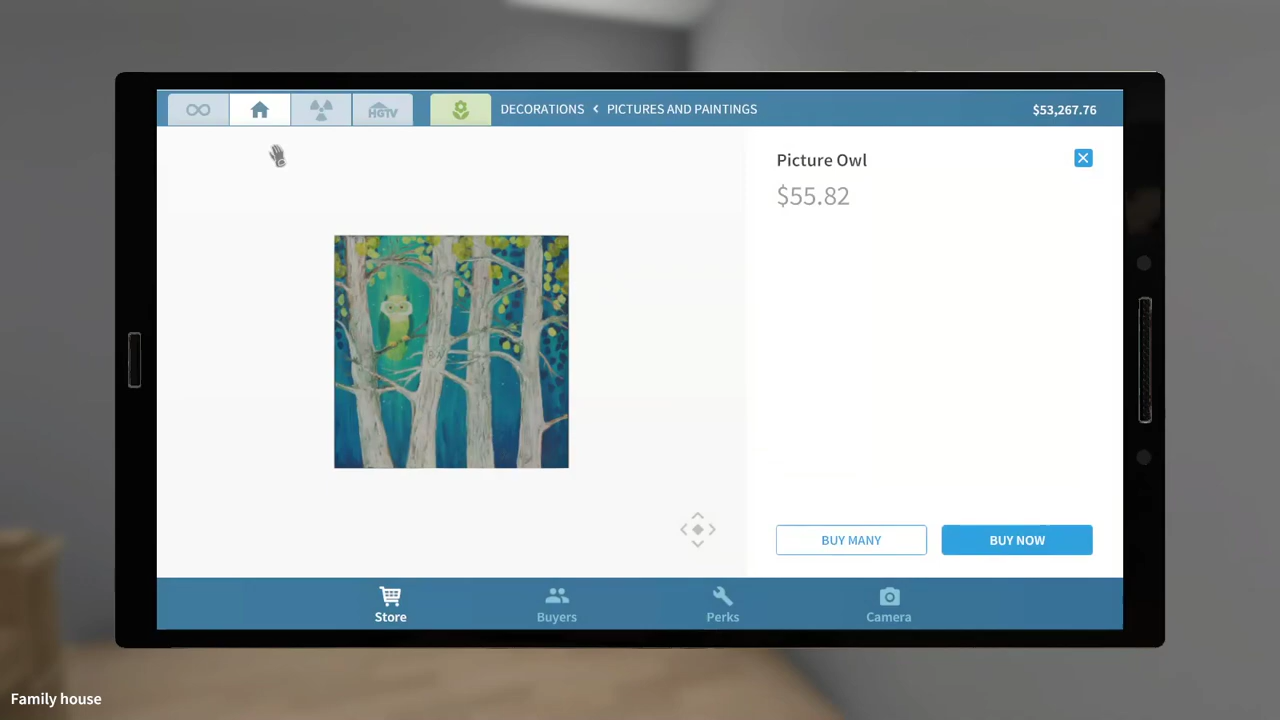 HGTV
DECORATIONS < PICTURES AND PAINTINGS
$53,267.76
Picture Owl
$55.82
BUY MANY
BUY NOW
Store
Buyers
Perks
Camera
Family house